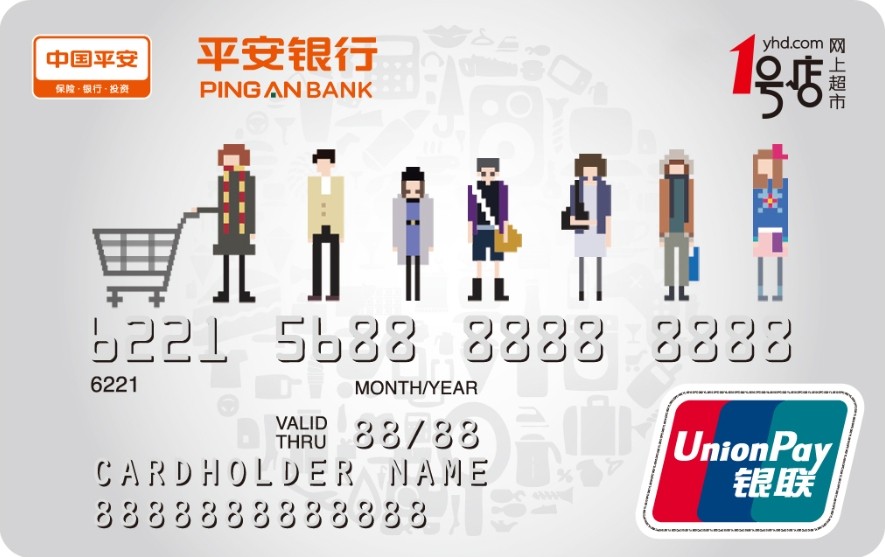 中国平安
保险·银行·投资
平安银行
PING AN BANK
1号店
yhd.com
网上超市
6221 5688 8888 8888
6221
MONTH/YEAR
VALID THRU 88/88
CARDHOLDER NAME
8888888888888
UnionPay
银联